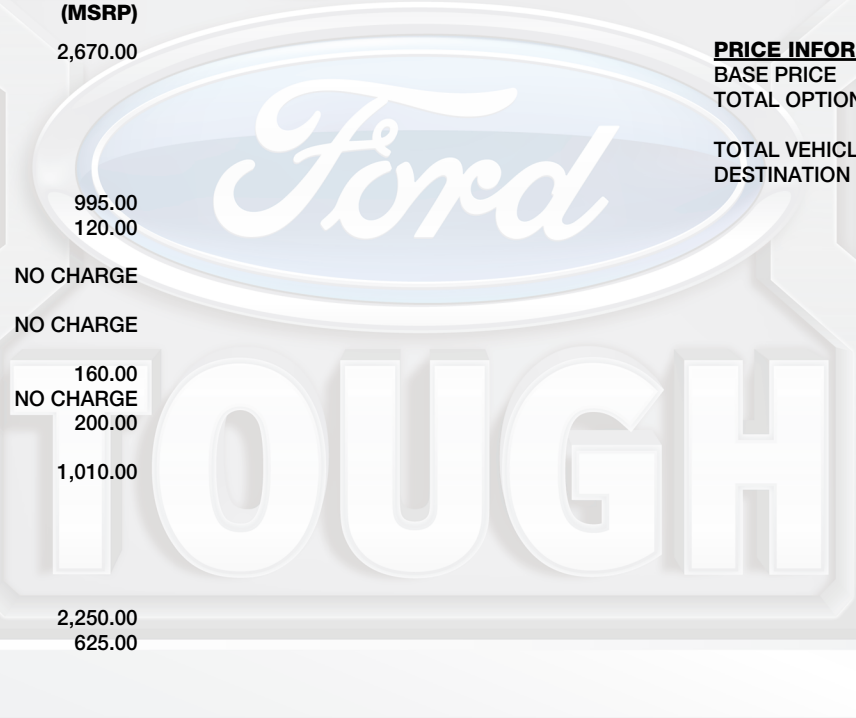 (MSRP)
2,670.00
995.00
120.00
NO CHARGE
NO CHARGE
160.00
NO CHARGE
200.00
1,010.00
2,250.00
625.00
PRICE INFOR
BASE PRICE
TOTAL OPTION
TOTAL VEHICL
DESTINATION
Ford
TOUGH